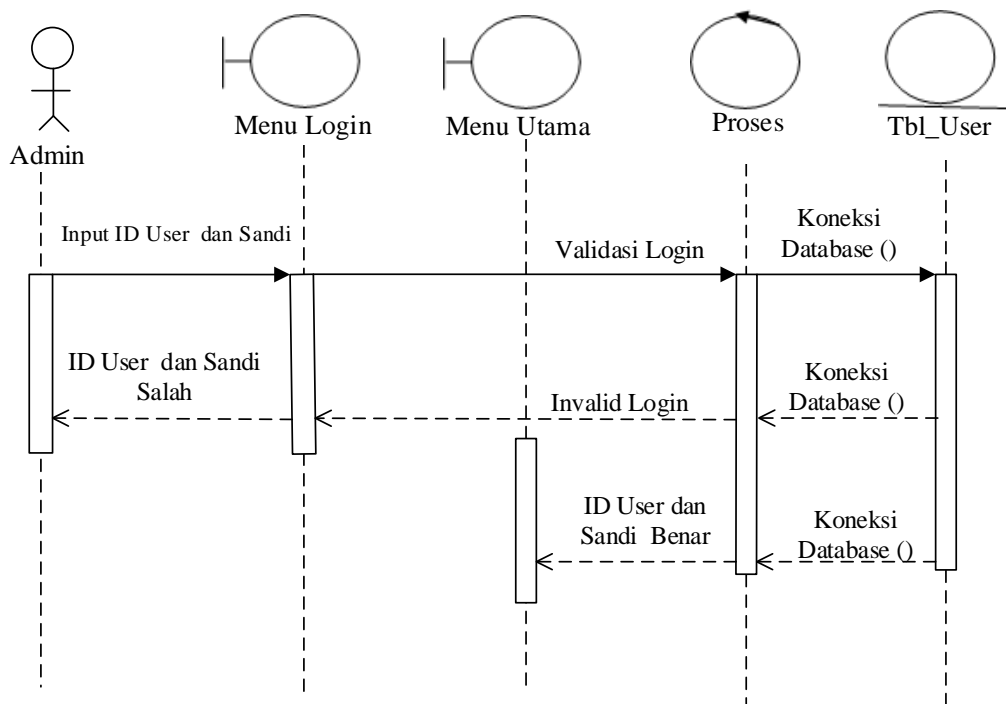 Admin
Menu Login
Menu Utama
Proses
Tbl_User
Input ID User dan Sandi
Validasi Login
Koneksi
Database ()
ID User dan Sandi
Salah
Invalid Login
Koneksi
Database ()
ID User dan
Sandi Benar
Koneksi
Database ()